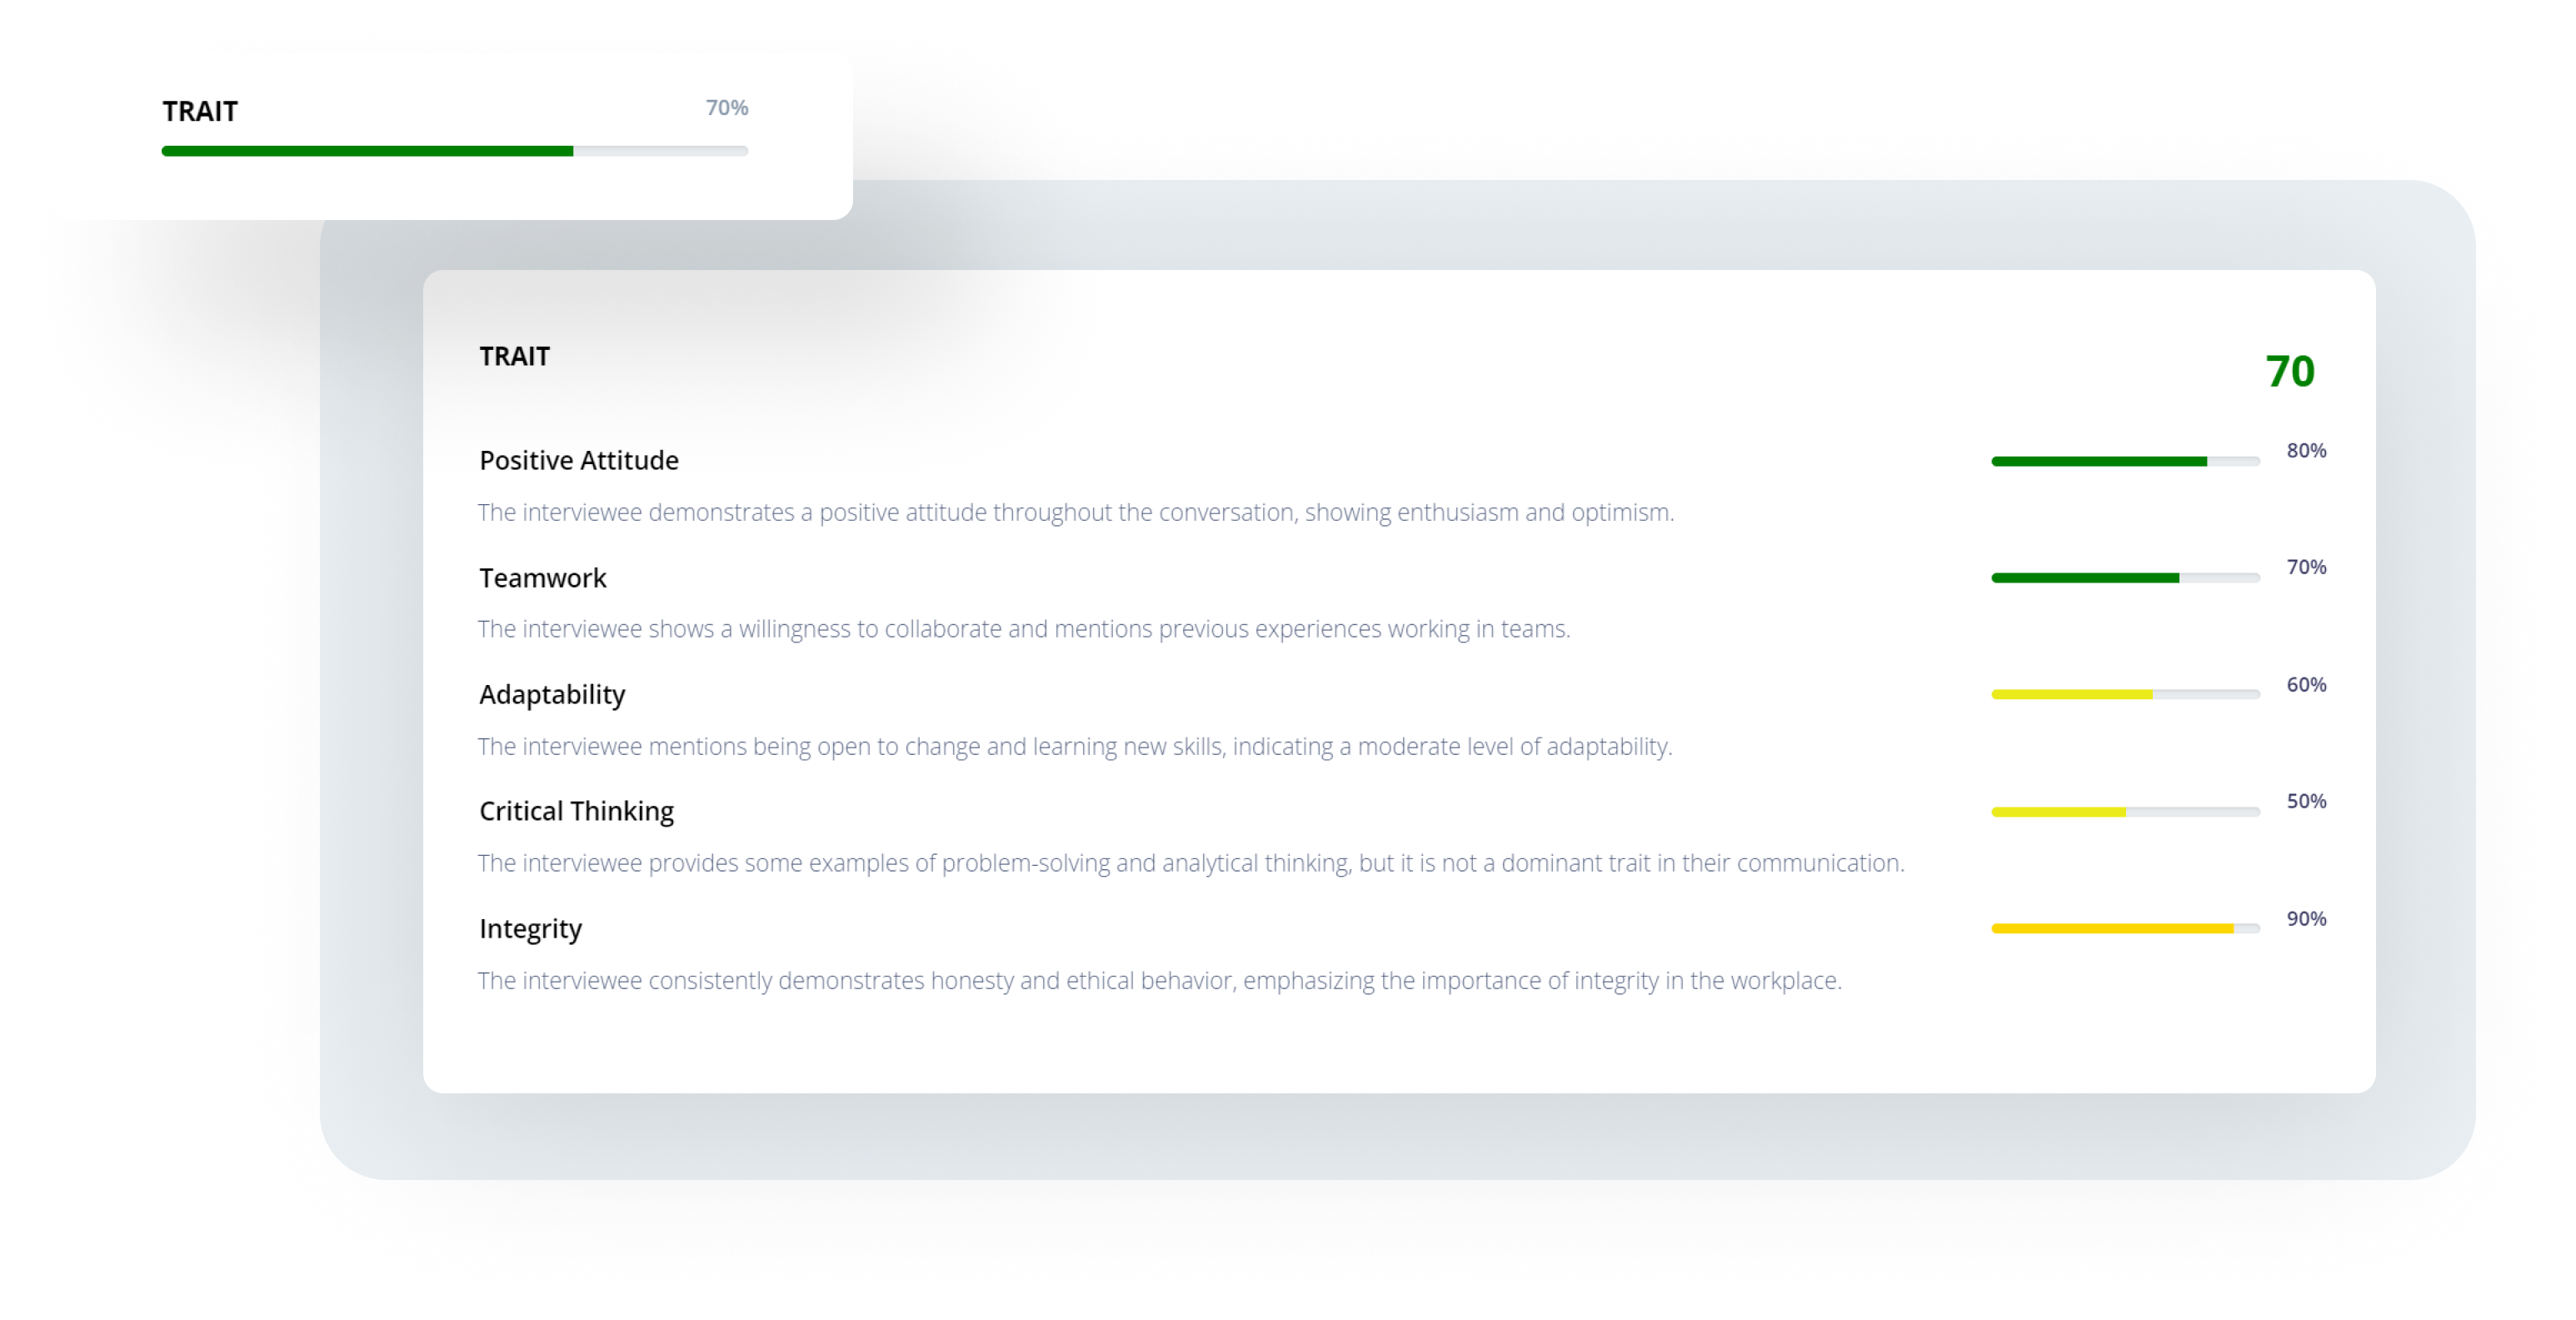 TRAIT 70%
TRAIT 70
Positive Attitude 80%
The interviewee demonstrates a positive attitude throughout the conversation, showing enthusiasm and optimism.
Teamwork 70%
The interviewee shows a willingness to collaborate and mentions previous experiences working in teams.
Adaptability 60%
The interviewee mentions being open to change and learning new skills, indicating a moderate level of adaptability.
Critical Thinking 50%
The interviewee provides some examples of problem-solving and analytical thinking, but it is not a dominant trait in their communication.
Integrity 90%
The interviewee consistently demonstrates honesty and ethical behavior, emphasizing the importance of integrity in the workplace.